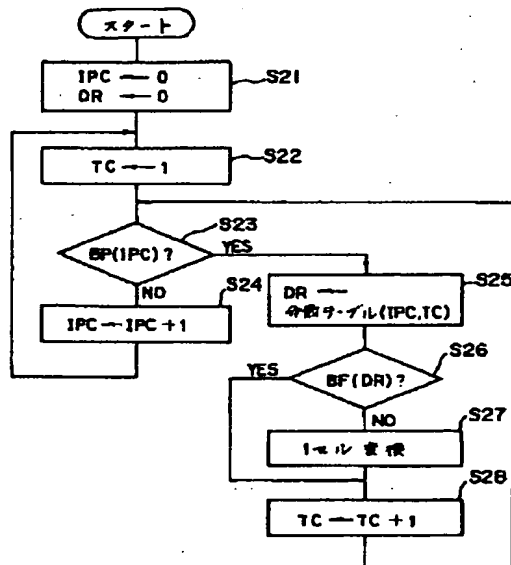 スタート
IPC ← 0
DR ← 0
S21
TC ← 1
S22
BP(IPC)?
S23
YES
NO
IPC ← IPC + 1
S24
DR ←
分散テーブル(IPC,TC)
S25
BF(DR)?
S26
YES
NO
1セル 変換
S27
TC ← TC + 1
S28